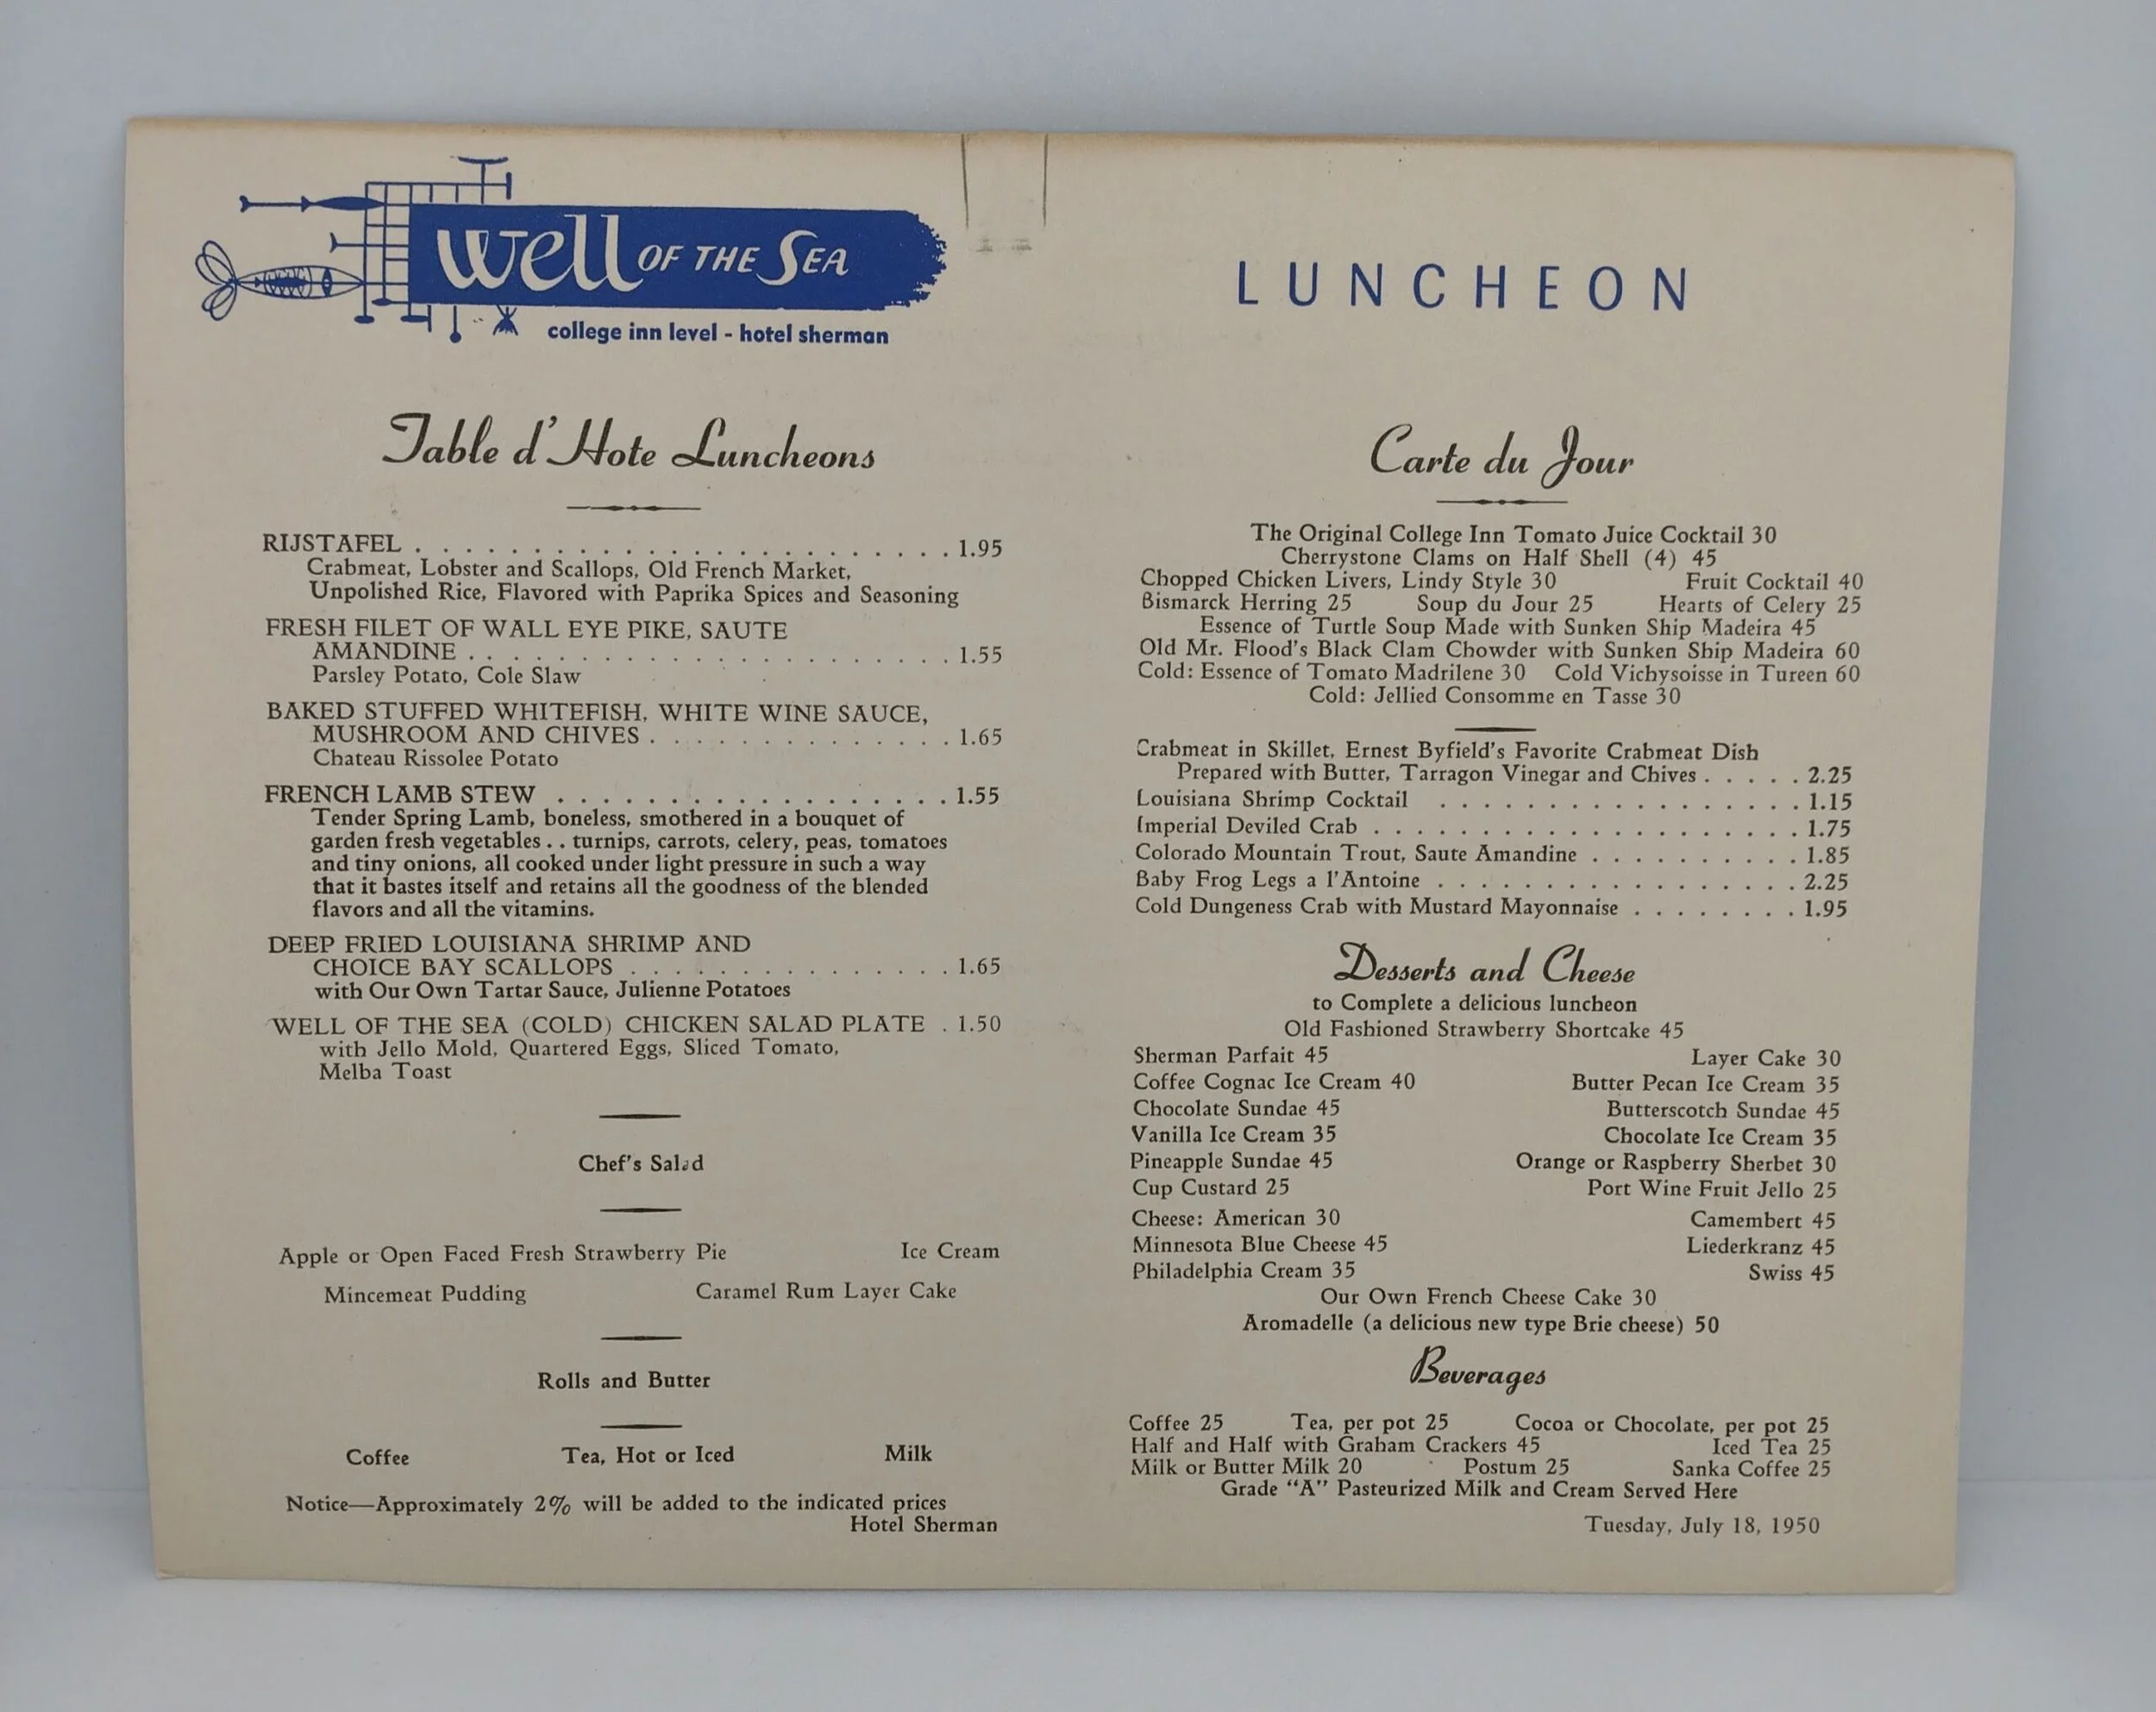 well OF THE SEA
college inn level - hotel sherman
Table d'Hote Luncheons
RIJSTAFEL . . . . . . . . . . . . . . . . . . . . . . . . 1.95
Crabmeat, Lobster and Scallops, Old French Market,
Unpolished Rice, Flavored with Paprika Spices and Seasoning
FRESH FILET OF WALL EYE PIKE, SAUTE
AMANDINE . . . . . . . . . . . . . . . . . . . . . . 1.55
Parsley Potato, Cole Slaw
BAKED STUFFED WHITEFISH, WHITE WINE SAUCE,
MUSHROOM AND CHIVES . . . . . . . . . . . . . . 1.65
Chateau Rissolee Potato
FRENCH LAMB STEW . . . . . . . . . . . . . . . . . . 1.55
Tender Spring Lamb, boneless, smothered in a bouquet of
garden fresh vegetables . . turnips, carrots, celery, peas, tomatoes
and tiny onions, all cooked under light pressure in such a way
that it bastes itself and retains all the goodness of the blended
flavors and all the vitamins.
DEEP FRIED LOUISIANA SHRIMP AND
CHOICE BAY SCALLOPS . . . . . . . . . . . . . . . 1.65
with Our Own Tartar Sauce, Julienne Potatoes
WELL OF THE SEA (COLD) CHICKEN SALAD PLATE . 1.50
with Jello Mold, Quartered Eggs, Sliced Tomato,
Melba Toast
Chef's Salad
Apple or Open Faced Fresh Strawberry Pie Ice Cream
Mincemeat Pudding Caramel Rum Layer Cake
Rolls and Butter
Coffee Tea, Hot or Iced Milk
Notice—Approximately 2% will be added to the indicated prices
Hotel Sherman
LUNCHEON
Carte du Jour
The Original College Inn Tomato Juice Cocktail 30
Cherrystone Clams on Half Shell (4) 45
Chopped Chicken Livers, Lindy Style 30 Fruit Cocktail 40
Bismarck Herring 25 Soup du Jour 25 Hearts of Celery 25
Essence of Turtle Soup Made with Sunken Ship Madeira 45
Old Mr. Flood's Black Clam Chowder with Sunken Ship Madeira 60
Cold: Essence of Tomato Madrilene 30 Cold Vichysoisse in Tureen 60
Cold: Jellied Consomme en Tasse 30
Crabmeat in Skillet, Ernest Byfield's Favorite Crabmeat Dish
Prepared with Butter, Tarragon Vinegar and Chives . . . . . 2.25
Louisiana Shrimp Cocktail . . . . . . . . . . . . . . . . . 1.15
Imperial Deviled Crab . . . . . . . . . . . . . . . . . . . 1.75
Colorado Mountain Trout, Saute Amandine . . . . . . . . . . 1.85
Baby Frog Legs a l'Antoine . . . . . . . . . . . . . . . . . 2.25
Cold Dungeness Crab with Mustard Mayonnaise . . . . . . . . 1.95
Desserts and Cheese
to Complete a delicious luncheon
Old Fashioned Strawberry Shortcake 45
Sherman Parfait 45 Layer Cake 30
Coffee Cognac Ice Cream 40 Butter Pecan Ice Cream 35
Chocolate Sundae 45 Butterscotch Sundae 45
Vanilla Ice Cream 35 Chocolate Ice Cream 35
Pineapple Sundae 45 Orange or Raspberry Sherbet 30
Cup Custard 25 Port Wine Fruit Jello 25
Cheese: American 30 Camembert 45
Minnesota Blue Cheese 45 Liederkranz 45
Philadelphia Cream 35 Swiss 45
Our Own French Cheese Cake 30
Aromadelle (a delicious new type Brie cheese) 50
Beverages
Coffee 25 Tea, per pot 25 Cocoa or Chocolate, per pot 25
Half and Half with Graham Crackers 45 Iced Tea 25
Milk or Butter Milk 20 Postum 25 Sanka Coffee 25
Grade "A" Pasteurized Milk and Cream Served Here
Tuesday, July 18, 1950